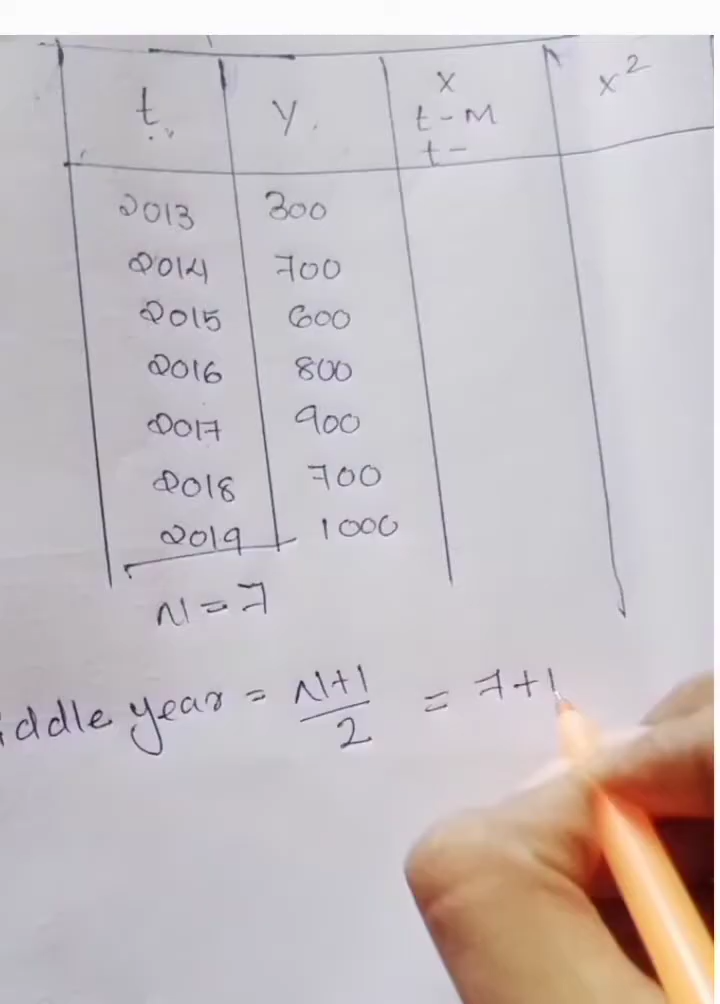 t Y x x²
t - M
t -
2013 300
2014 700
2015 600
2016 800
2017 900
2018 700
2019 1000
N = 7
iddle year = N+1/2 = 7+1